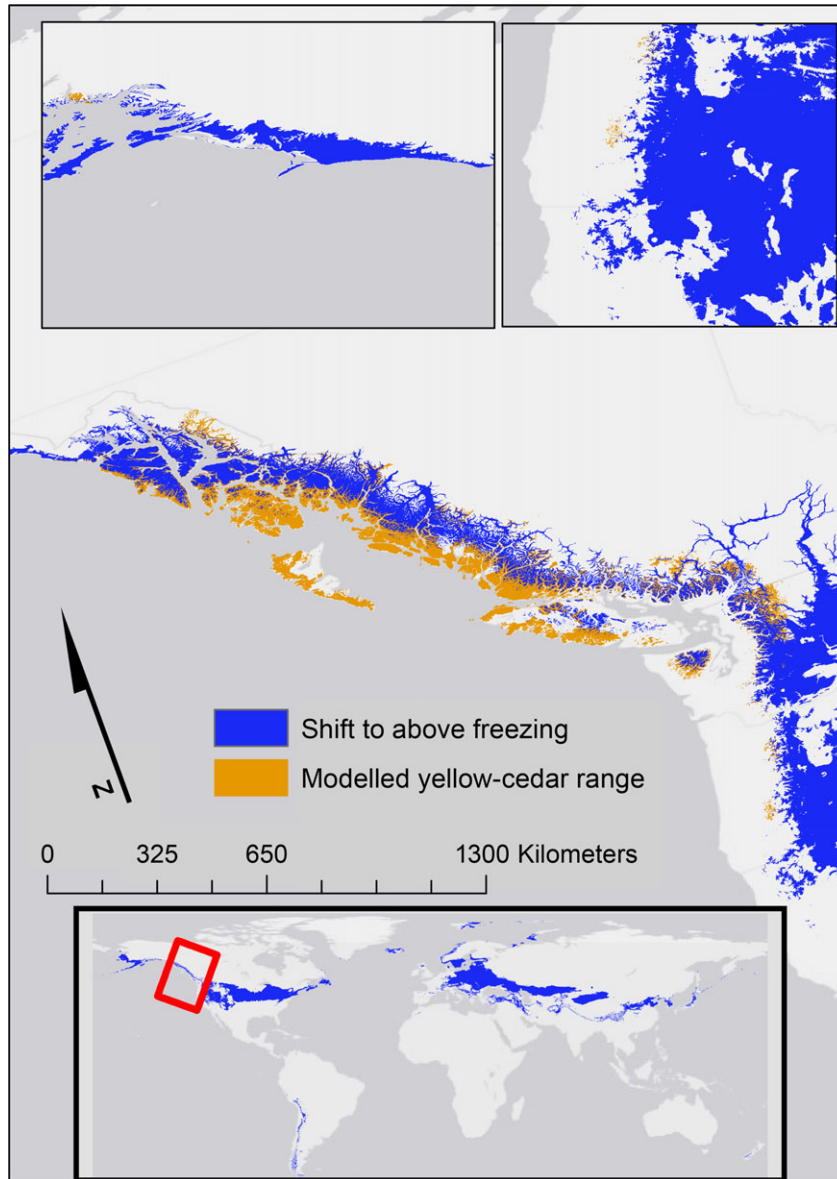 Shift to above freezing
Modelled yellow-cedar range
N
0 325 650 1300 Kilometers